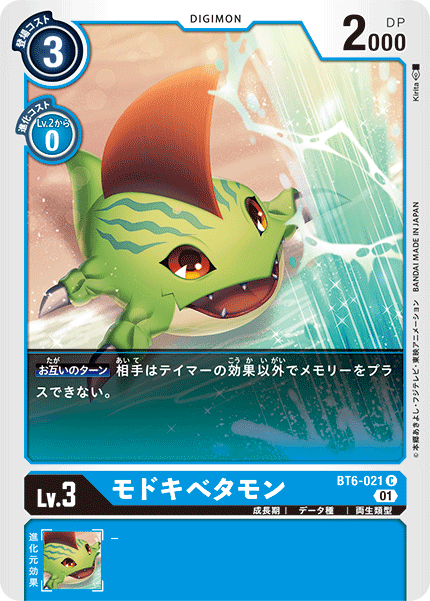 登場コスト
3
DIGIMON
DP
2000
進化コスト
Lv.2から
0
Kirita
BANDAI MADE IN JAPAN
©本郷あきよし・フジテレビ・東映アニメーション
お互いのターン 相手はテイマーの効果以外でメモリーをプラ
スできない。
BT6-021 C
Lv.3
モドキベタモン
01
成長期 | データ種 | 両生類型
進化元効果
–